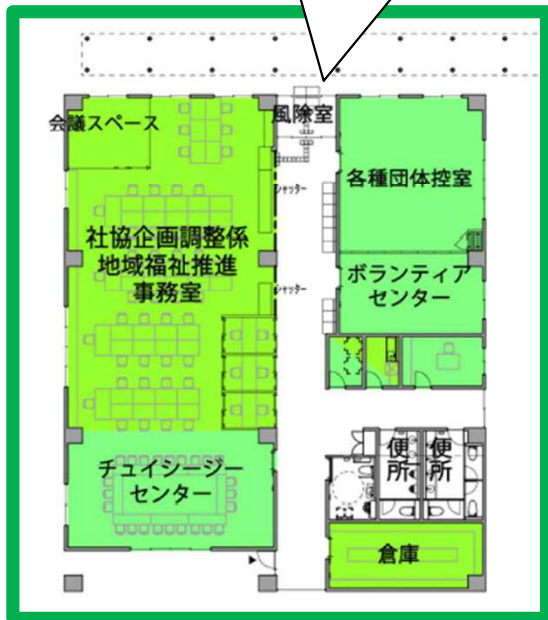 会議スペース
風除室
シャッター
各種団体控室
社協企画調整係
地域福祉推進
事務室
シャッター
ボランティア
センター
チュイシージー
センター
便所
便所
倉庫